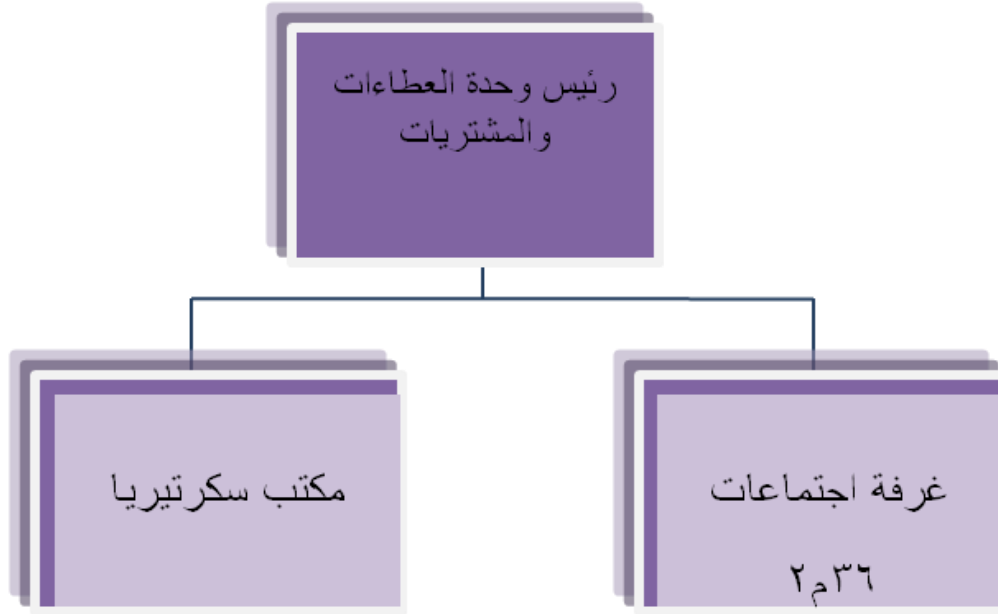 رئيس وحدة العطاءات
والمشتريات
غرفة اجتماعات
٣٦م٢
مكتب سكرتيريا